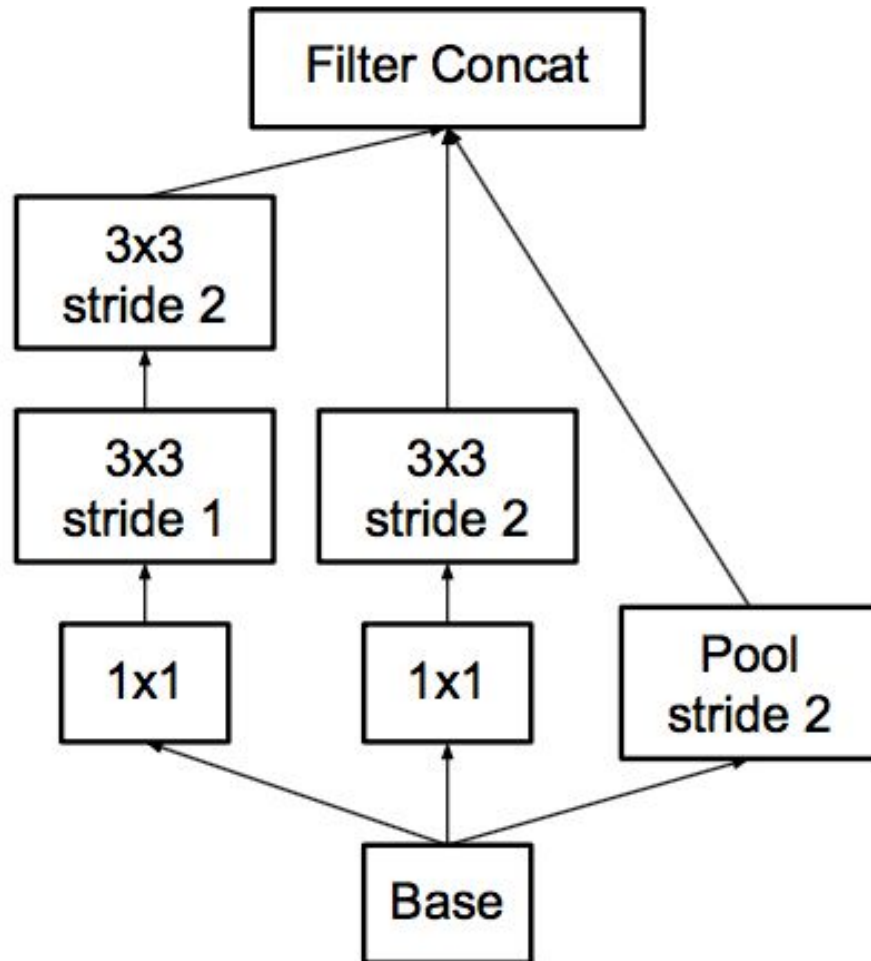 Filter Concat
3x3
stride 2
3x3
stride 1
3x3
stride 2
1x1
1x1
Pool
stride 2
Base